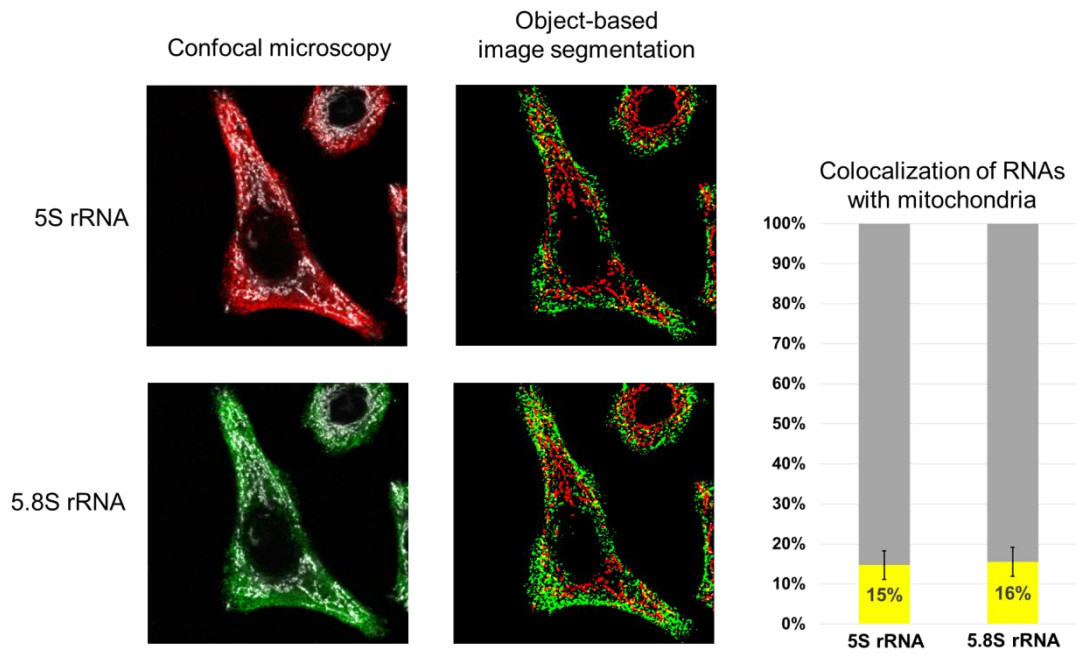 Confocal microscopy
Object-based
image segmentation
5S rRNA
5.8S rRNA
Colocalization of RNAs
with mitochondria
100%
90%
80%
70%
60%
50%
40%
30%
20%
10%
0%
15%
16%
5S rRNA
5.8S rRNA